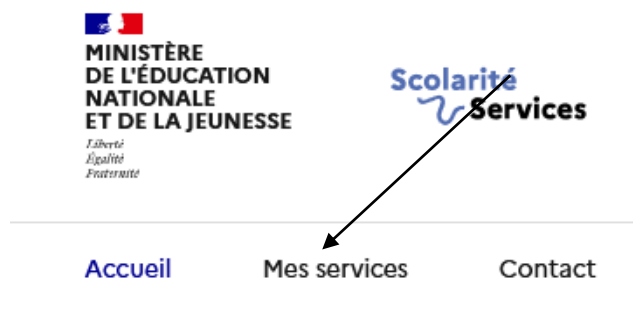 MINISTÈRE
DE L'ÉDUCATION
NATIONALE
ET DE LA JEUNESSE
Liberté
Égalité
Fraternité
Scolarité
Services
Accueil
Mes services
Contact